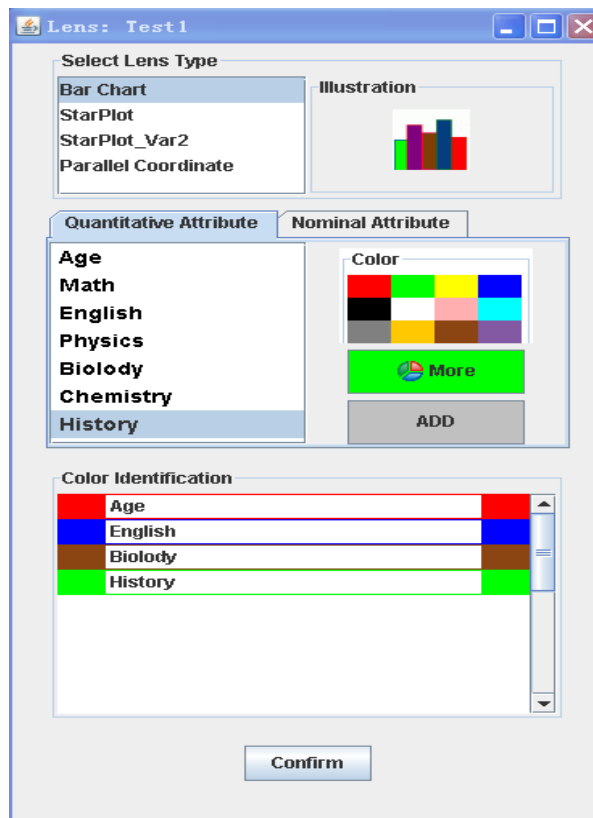 Lens: Test1
Select Lens Type
Bar Chart
StarPlot
StarPlot_Var2
Parallel Coordinate
Illustration
Quantitative Attribute
Nominal Attribute
Age
Math
English
Physics
Biolody
Chemistry
History
Color
More
ADD
Color Identification
Age
English
Biolody
History
Confirm